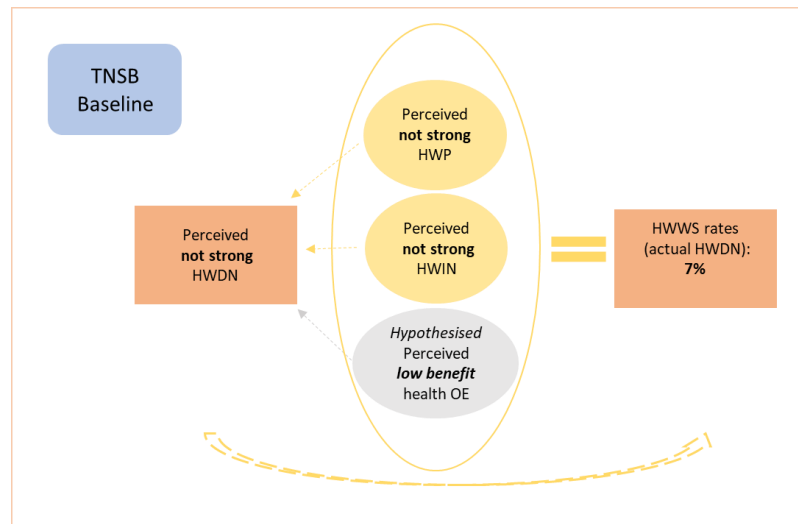 TNSB
Baseline
Perceived
not strong
HWP
Perceived
not strong
HWDN
Perceived
not strong
HWIN
HWWS rates
(actual HWDN):
7%
Hypothesised
Perceived
low benefit
health OE